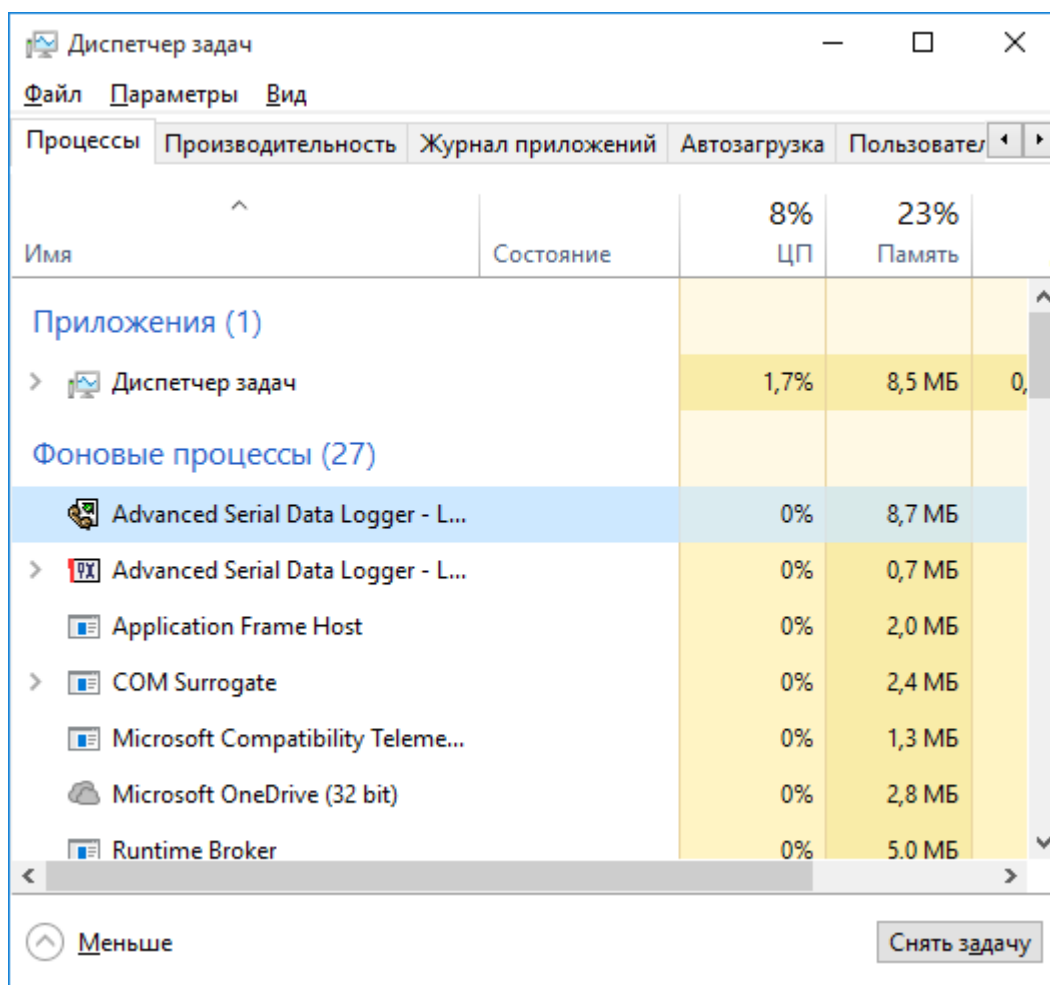 Диспетчер задач
Файл Параметры Вид
Процессы Производительность Журнал приложений Автозагрузка Пользовател
8% 23%
Имя Состояние ЦП Память
Приложения (1)
Диспетчер задач 1,7% 8,5 МБ 0,
Фоновые процессы (27)
Advanced Serial Data Logger - L... 0% 8,7 МБ
Advanced Serial Data Logger - L... 0% 0,7 МБ
Application Frame Host 0% 2,0 МБ
COM Surrogate 0% 2,4 МБ
Microsoft Compatibility Teleme... 0% 1,3 МБ
Microsoft OneDrive (32 bit) 0% 2,8 МБ
Runtime Broker 0% 5,0 МБ
Меньше Снять задачу